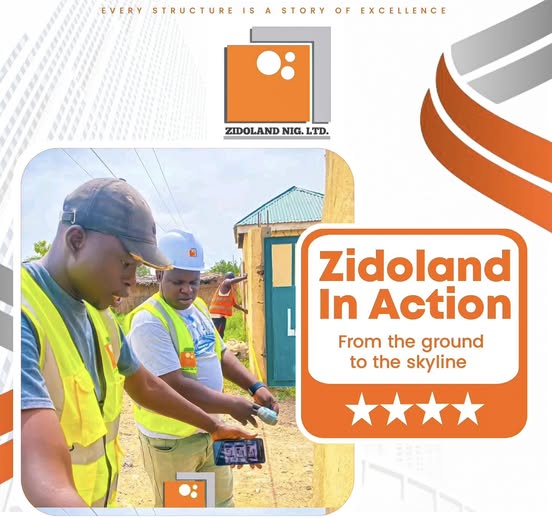 EVERY STRUCTURE IS A STORY OF EXCELLENCE
ZIDOLAND NIG. LTD.
Zidoland
In Action
From the ground
to the skyline
L